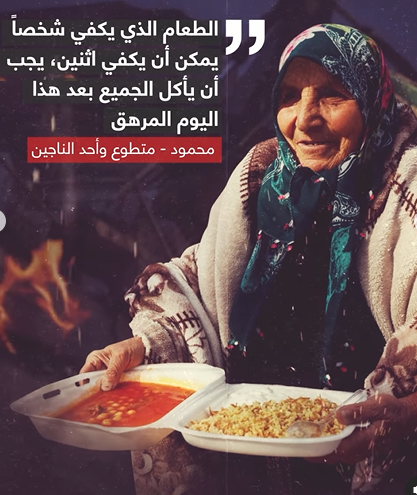 الطعام الذي يكفي شخصاً
يمكن أن يكفي اثنين، يجب
أن يأكل الجميع بعد هذا
اليوم المرهق
محمود - متطوع وأحد الناجين